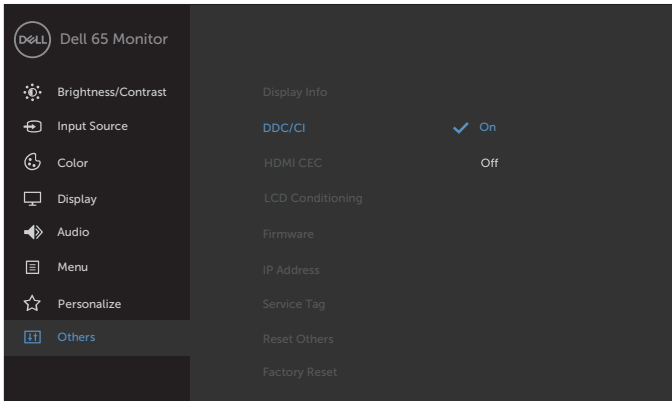 DELL
Dell 65 Monitor
Brightness/Contrast
Input Source
Color
Display
Audio
Menu
Personalize
Others
Display Info
DDC/CI
On
HDMI CEC
Off
LCD Conditioning
Firmware
IP Address
Service Tag
Reset Others
Factory Reset